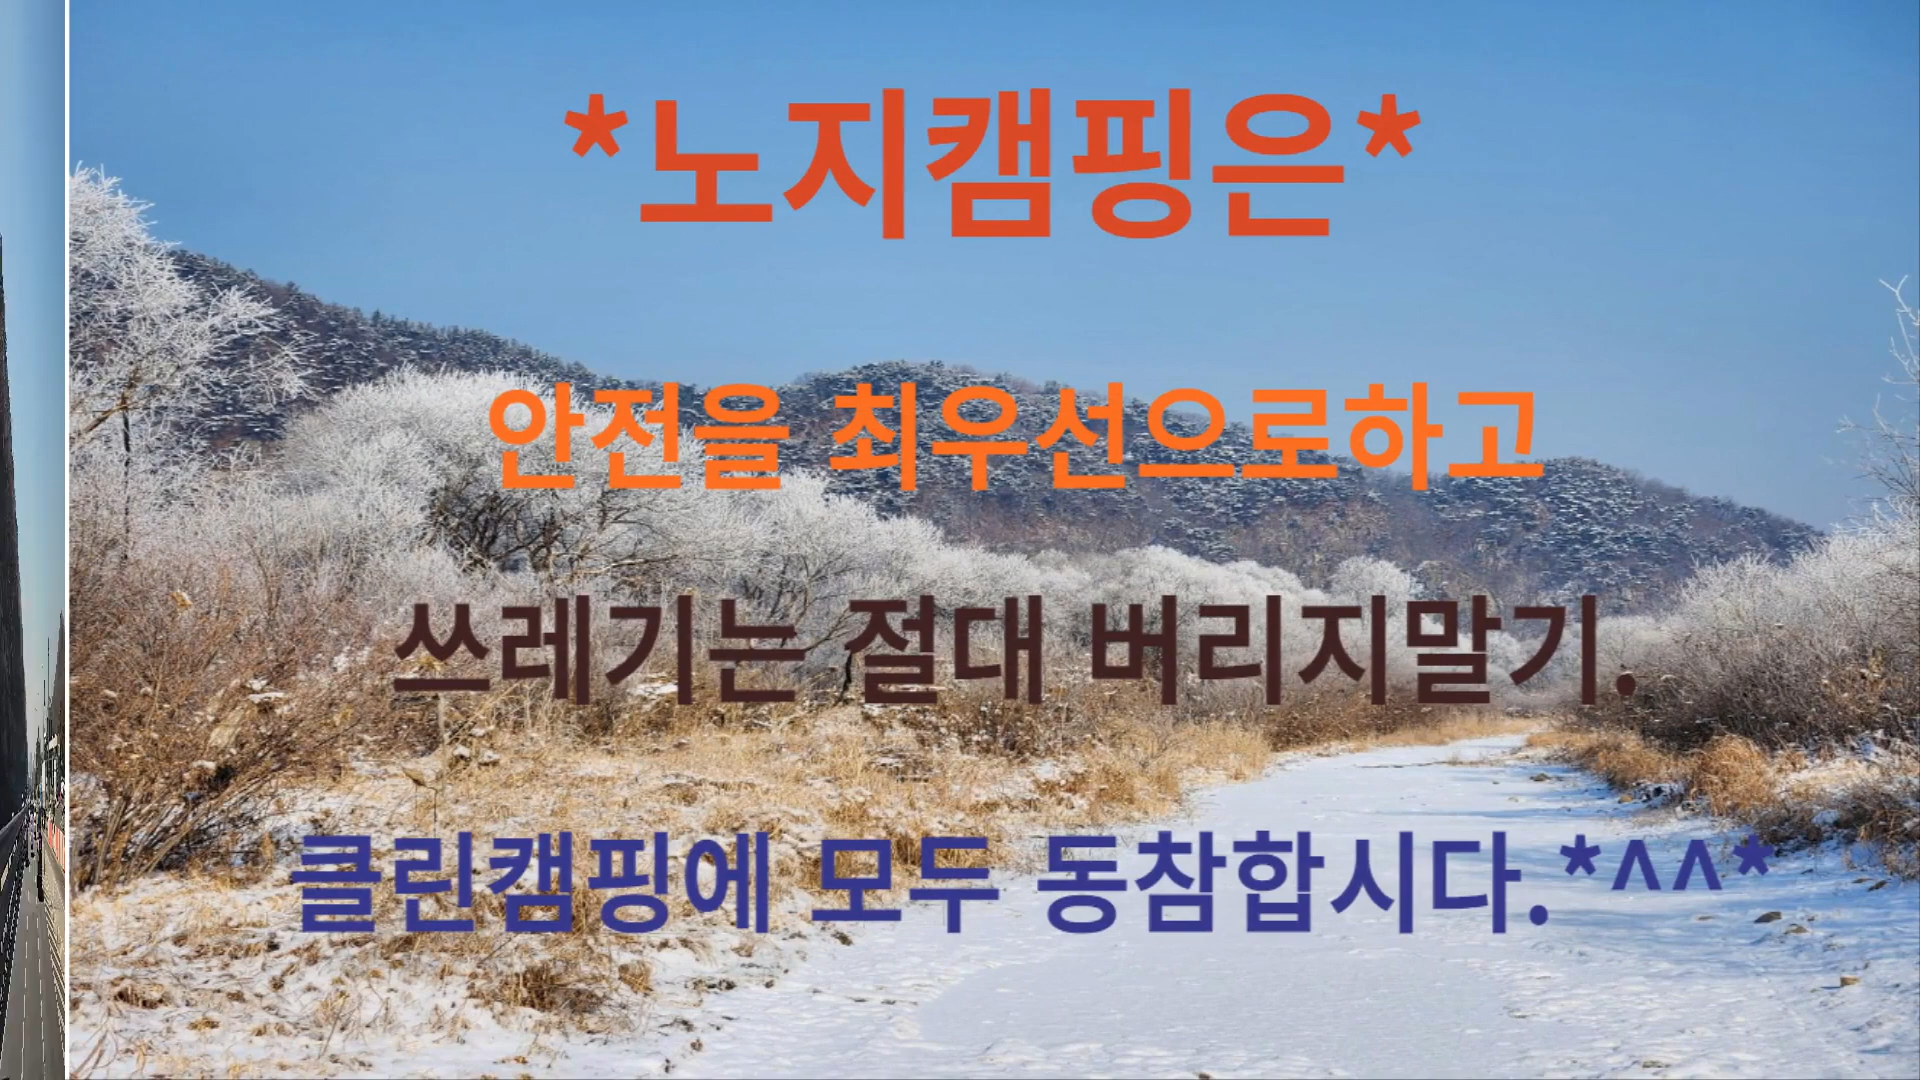 *노지캠핑은*
안전을 최우선으로하고
쓰레기는 절대 버리지말기.
클린캠핑에 모두 동참합시다.*^^*